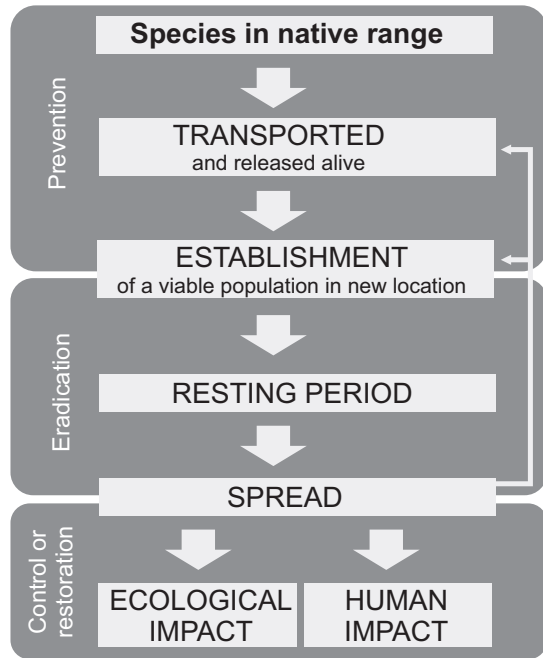 Species in native range
Prevention
TRANSPORTED
and released alive
ESTABLISHMENT
of a viable population in new location
Eradication
RESTING PERIOD
SPREAD
Control or
restoration
ECOLOGICAL
IMPACT
HUMAN
IMPACT